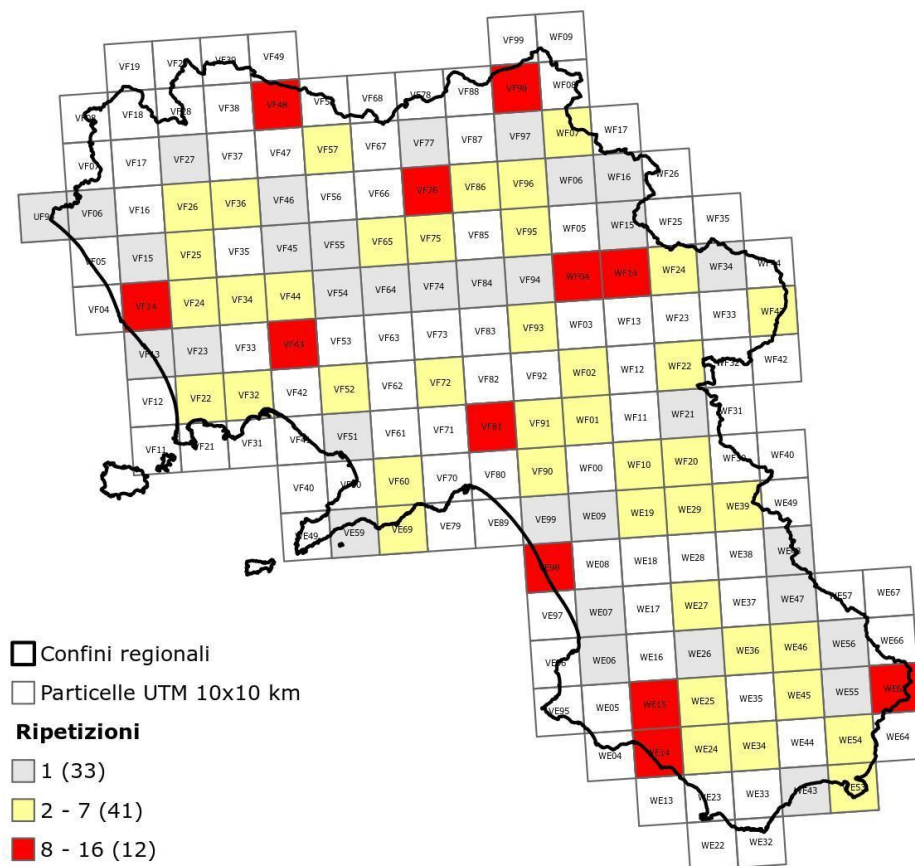 VF99 WF09
VF19 VF49
VF18 VF38 VF48 VF68 VF78 VF88 VF98 WF08
VF17 VF27 VF37 VF47 VF57 VF67 VF77 VF87 VF97 WF07 WF17
VF06 VF16 VF26 VF36 VF46 VF56 VF66 VF76 VF86 VF96 WF06 WF16 WF26
VF05 VF15 VF25 VF35 VF45 VF55 VF65 VF75 VF85 VF95 WF05 WF15 WF25 WF35
VF04 VF14 VF24 VF34 VF44 VF54 VF64 VF74 VF84 VF94 WF04 WF14 WF24 WF34
VF13 VF23 VF33 VF43 VF53 VF63 VF73 VF83 VF93 WF03 WF13 WF23 WF33 WF43
VF12 VF22 VF32 VF42 VF52 VF62 VF72 VF82 VF92 WF02 WF12 WF22 WF32 WF42
VF11 VF21 VF31 VF51 VF61 VF71 VF81 VF91 WF01 WF11 WF21 WF31
VF40 VF60 VF70 VF80 VF90 WF00 WF10 WF20 WF40
VE49 VE59 VE69 VE79 VE89 VE99 WE09 WE19 WE29 WE39 WE49
VE98 WE08 WE18 WE28 WE38
VE97 WE07 WE17 WE27 WE37 WE47 WE57 WE67
WE06 WE16 WE26 WE36 WE46 WE56 WE66
VE95 WE05 WE15 WE25 WE35 WE45 WE55
WE04 WE14 WE24 WE34 WE44 WE54 WE64
WE13 WE23 WE33 WE43 WE53
WE22 WE32
Confini regionali
Particelle UTM 10x10 km
Ripetizioni
1 (33)
2 - 7 (41)
8 - 16 (12)